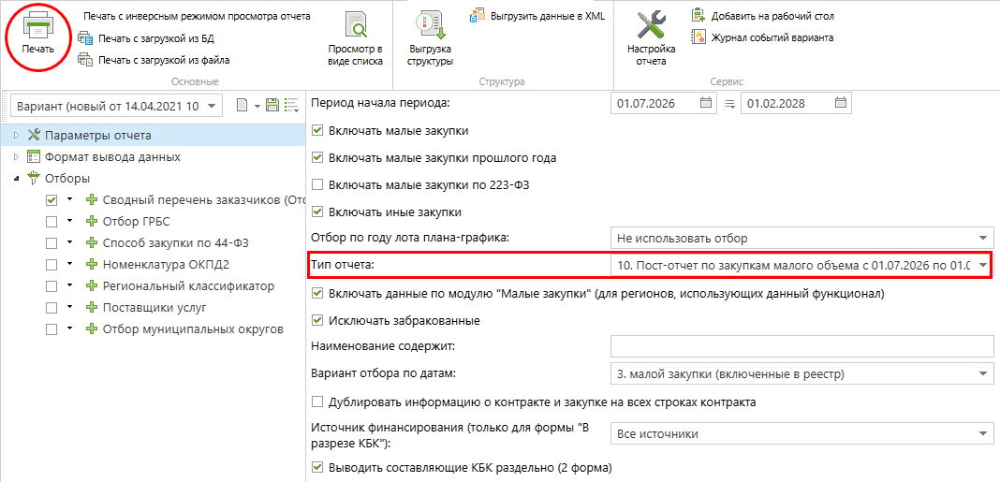 Печать
Печать с инверсным режимом просмотра отчета
Печать с загрузкой из БД
Печать с загрузкой из файла
Просмотр в
виде списка
Основные
Выгрузка
структуры
Выгрузить данные в XML
Структура
Настройка
отчета
Добавить на рабочий стол
Журнал событий варианта
Сервис
Вариант (новый от 14.04.2021 10
Параметры отчета
Формат вывода данных
Отборы
Сводный перечень заказчиков (Отс
Отбор ГРБС
Способ закупки по 44-ФЗ
Номенклатура ОКПД2
Региональный классификатор
Поставщики услуг
Отбор муниципальных округов
Период начала периода:
01.07.2026
01.02.2028
Включать малые закупки
Включать малые закупки прошлого года
Включать малые закупки по 223-ФЗ
Включать иные закупки
Отбор по году лота плана-графика:
Не использовать отбор
Тип отчета:
10. Пост-отчет по закупкам малого объема с 01.07.2026 по 01.0
Включать данные по модулю "Малые закупки" (для регионов, использующих данный функционал)
Исключать забракованные
Наименование содержит:
Вариант отбора по датам:
3. малой закупки (включенные в реестр)
Дублировать информацию о контракте и закупке на всех строках контракта
Источник финансирования (только для формы "В
разрезе КБК"):
Все источники
Выводить составляющие КБК раздельно (2 форма)